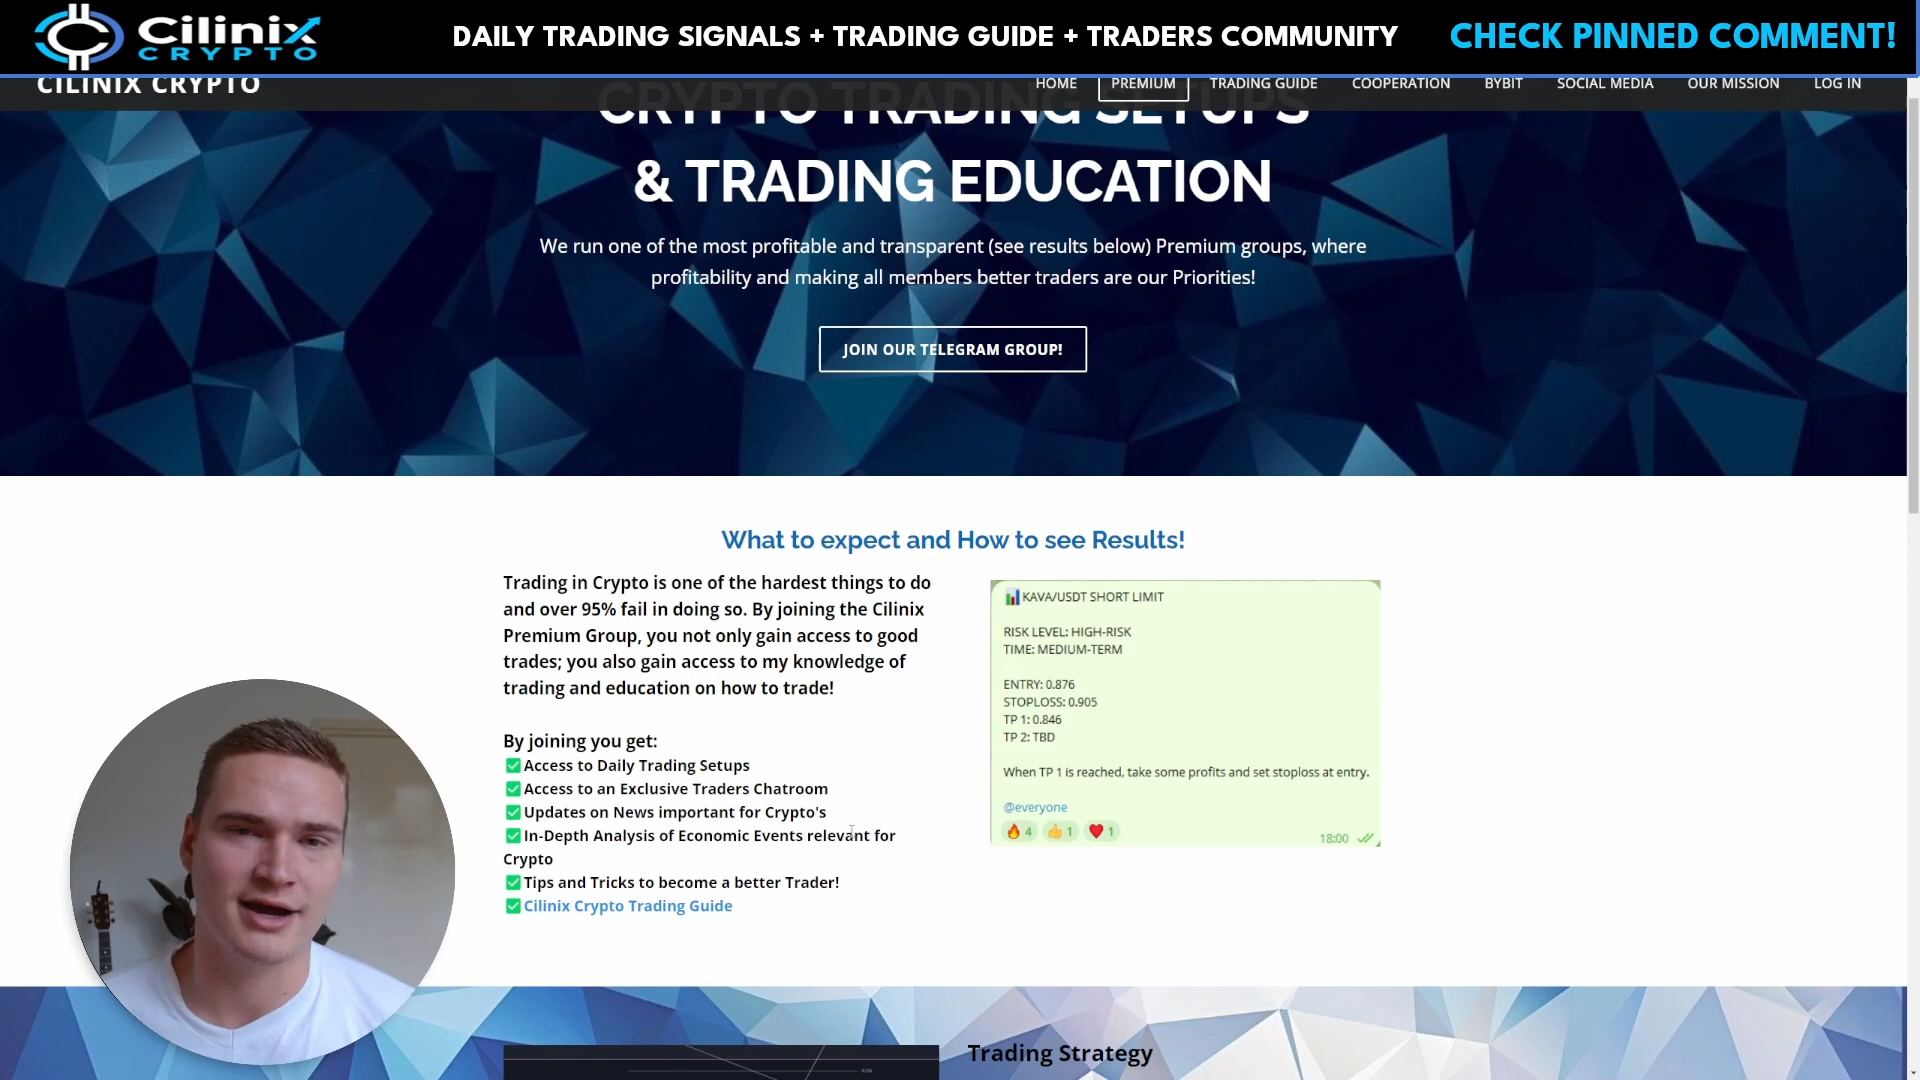 Cilinix
CRYPTO
DAILY TRADING SIGNALS + TRADING GUIDE + TRADERS COMMUNITY
CHECK PINNED COMMENT!
CILINIX CRYPTO
HOME
PREMIUM
TRADING GUIDE
COOPERATION
BYBIT
SOCIAL MEDIA
OUR MISSION
LOG IN
CRYPTO TRADING SETUPS
& TRADING EDUCATION
We run one of the most profitable and transparent (see results below) Premium groups, where
profitability and making all members better traders are our Priorities!
JOIN OUR TELEGRAM GROUP!
What to expect and How to see Results!
Trading in Crypto is one of the hardest things to do
and over 95% fail in doing so. By joining the Cilinix
Premium Group, you not only gain access to good
trades; you also gain access to my knowledge of
trading and education on how to trade!
By joining you get:
✅Access to Daily Trading Setups
✅Access to an Exclusive Traders Chatroom
✅Updates on News important for Crypto's
✅In-Depth Analysis of Economic Events relevant for
Crypto
✅Tips and Tricks to become a better Trader!
✅Cilinix Crypto Trading Guide
📊KAVA/USDT SHORT LIMIT
RISK LEVEL: HIGH-RISK
TIME: MEDIUM-TERM
ENTRY: 0.876
STOPLOSS: 0.905
TP 1: 0.846
TP 2: TBD
When TP 1 is reached, take some profits and set stoploss at entry.
@everyone
🔥 4 👍 1 ❤️ 1
18:00
Trading Strategy